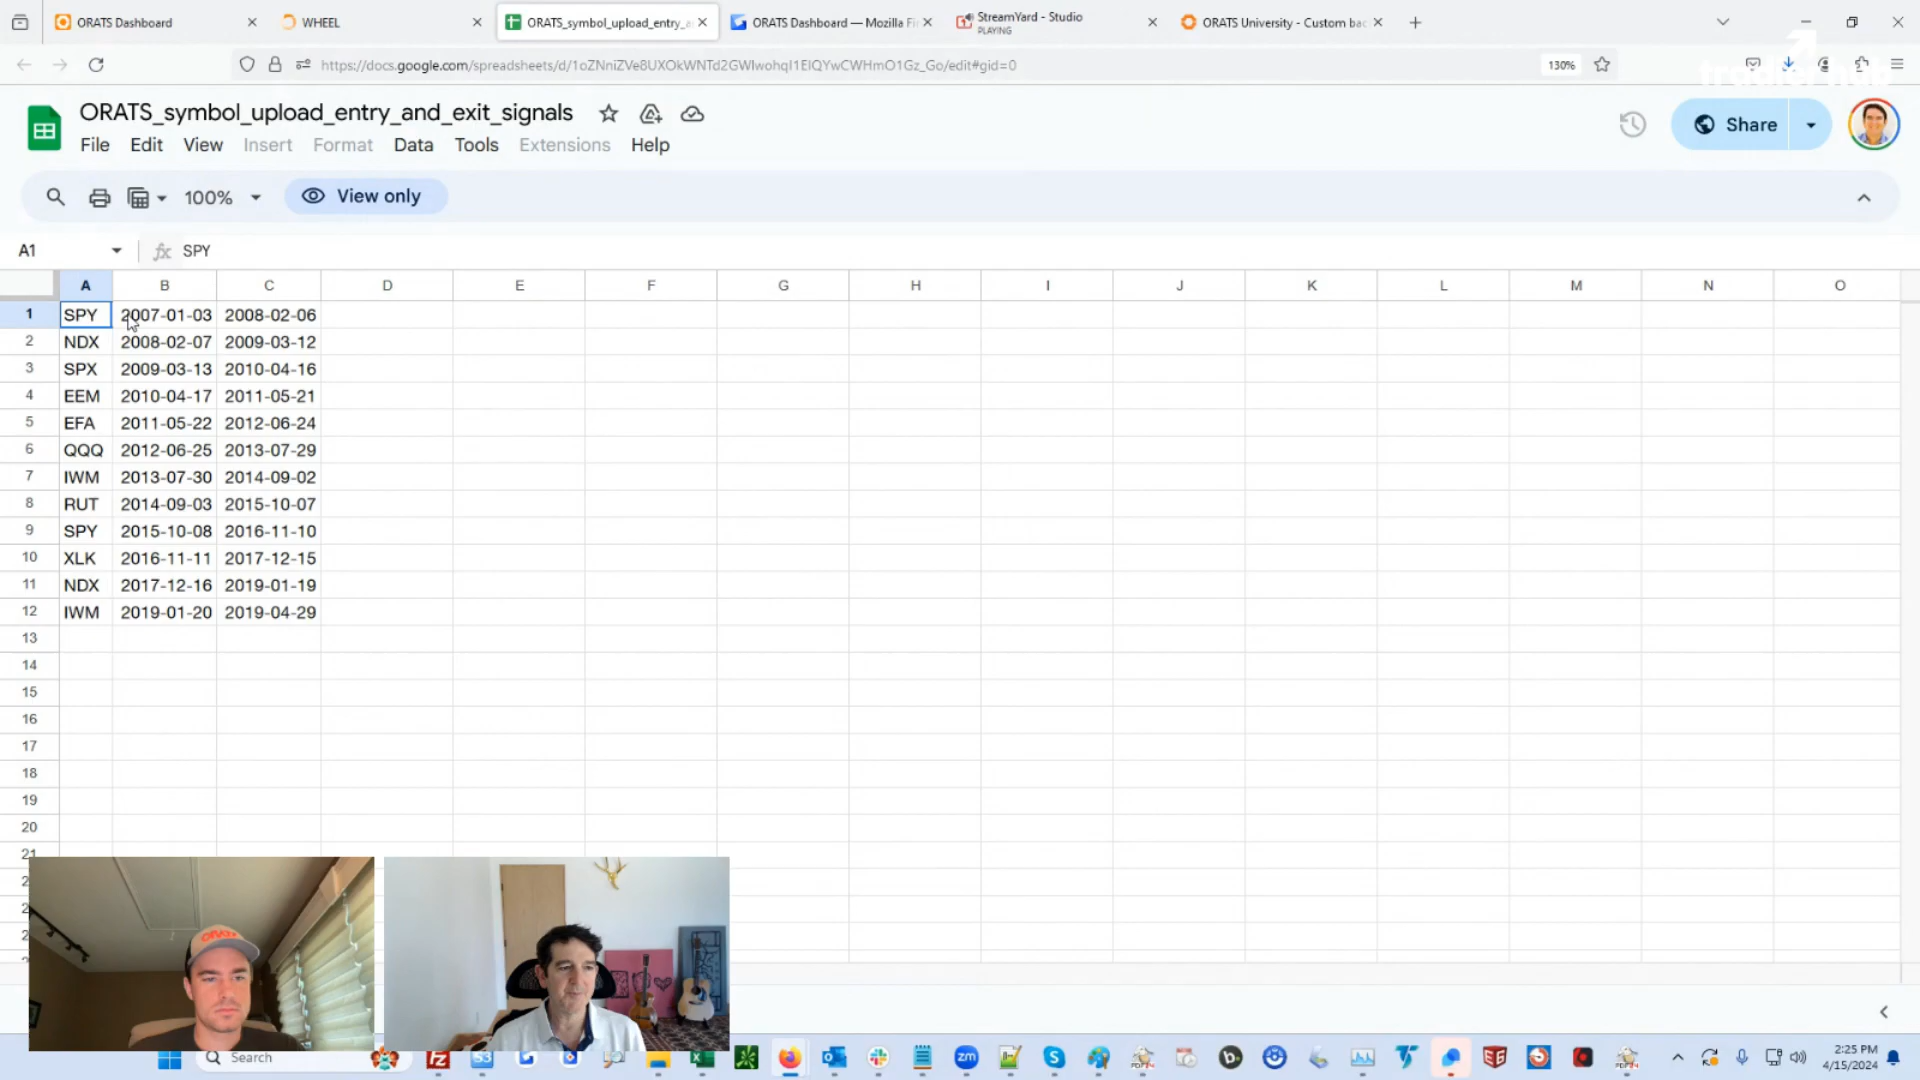 ORATS Dashboard
WHEEL
ORATS_symbol_upload_entry_a
ORATS Dashboard — Mozilla Fi
StreamYard - Studio
PLAYING
ORATS University - Custom bac
https://docs.google.com/spreadsheets/d/1oZNniZVe8UXOkWNTd2GWIwohqI1EIQYwCWHmO1Gz_Go/edit#gid=0
130%
tradier hub
ORATS_symbol_upload_entry_and_exit_signals
Share
File Edit View Insert Format Data Tools Extensions Help
100%
View only
A1
fx SPY
A B C D E F G H I J K L M N O
1 SPY 2007-01-03 2008-02-06
2 NDX 2008-02-07 2009-03-12
3 SPX 2009-03-13 2010-04-16
4 EEM 2010-04-17 2011-05-21
5 EFA 2011-05-22 2012-06-24
6 QQQ 2012-06-25 2013-07-29
7 IWM 2013-07-30 2014-09-02
8 RUT 2014-09-03 2015-10-07
9 SPY 2015-10-08 2016-11-10
10 XLK 2016-11-11 2017-12-15
11 NDX 2017-12-16 2019-01-19
12 IWM 2019-01-20 2019-04-29
13
14
15
16
17
18
19
20
21
ORATS
Search
2:25 PM
4/15/2024